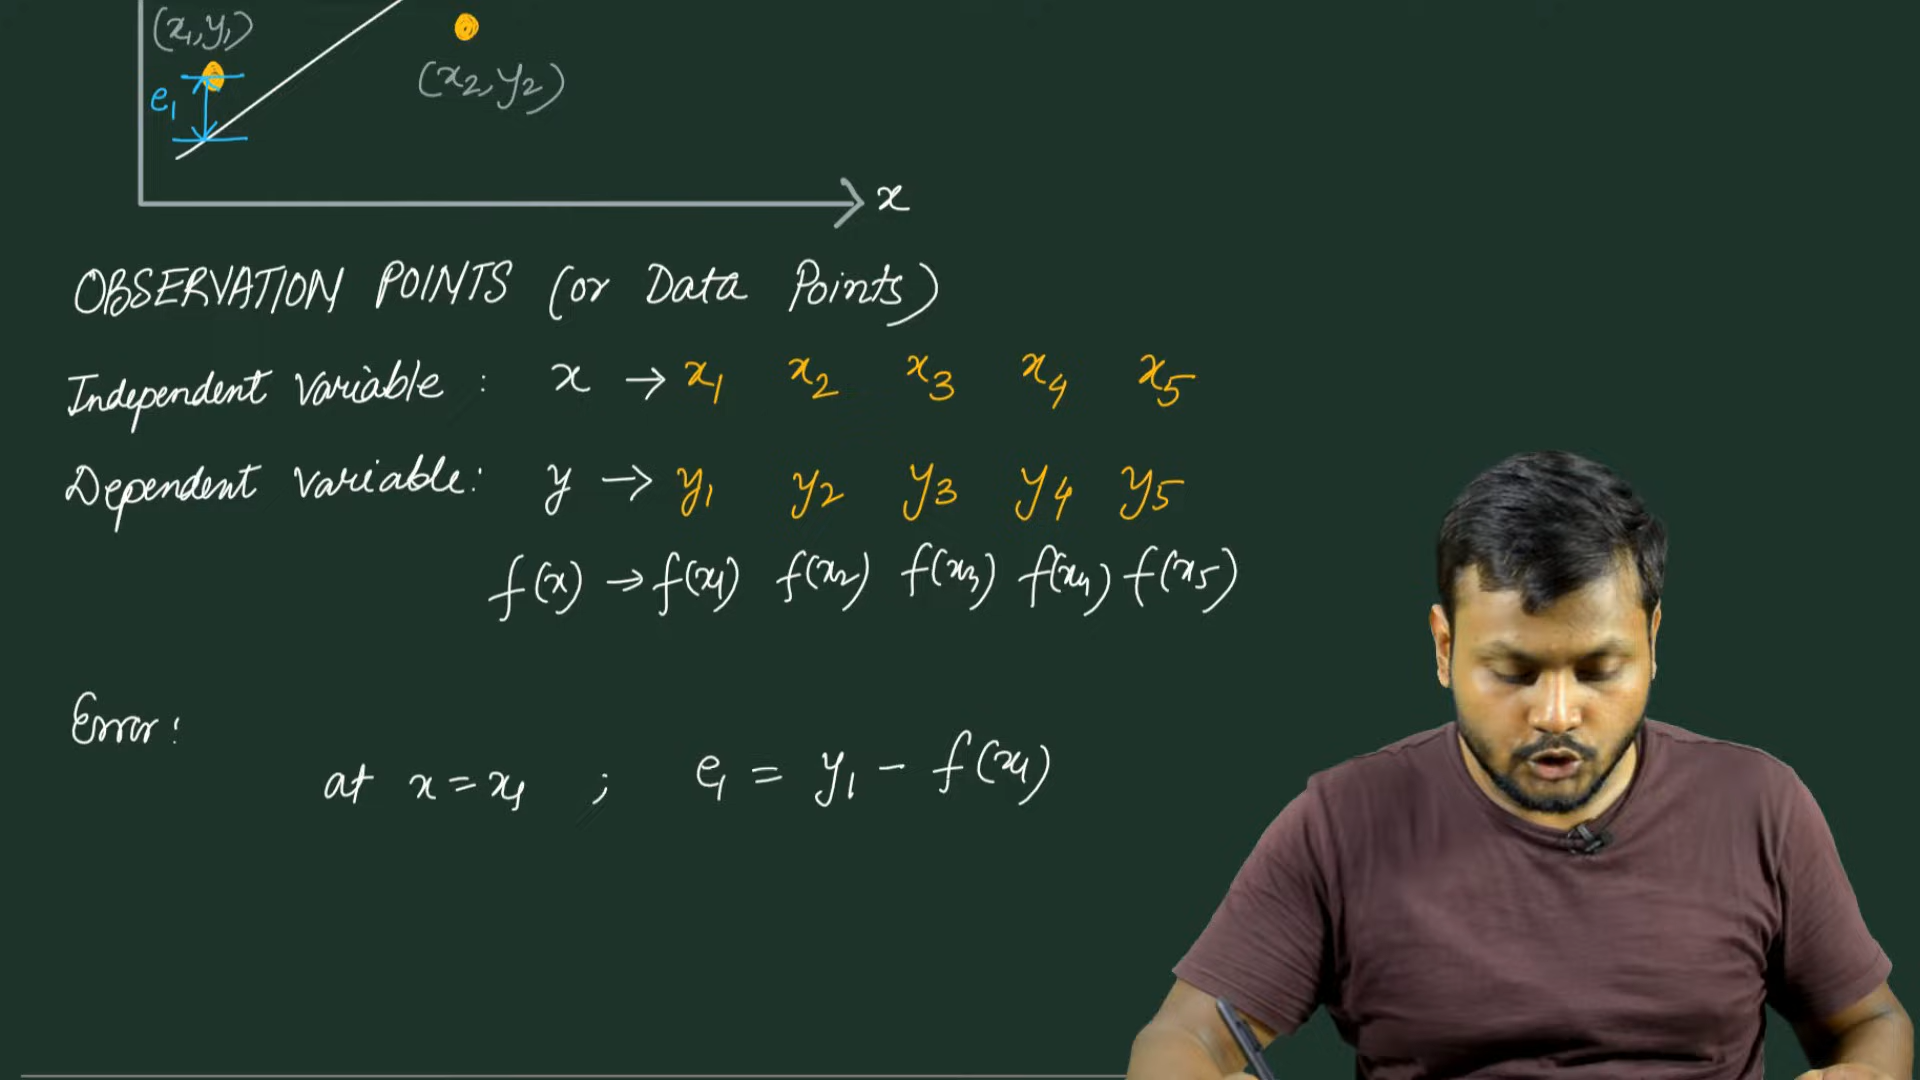 (x₁,y₁)
e₁
(x₂,y₂)
x
OBSERVATION POINTS (or Data Points)
Independent Variable : x → x₁ x₂ x₃ x₄ x₅
Dependent Variable: y → y₁ y₂ y₃ y₄ y₅
f(x) → f(x₁) f(x₂) f(x₃) f(x₄) f(x₅)
Error:
at x = x₁ ; e₁ = y₁ - f(x₁)